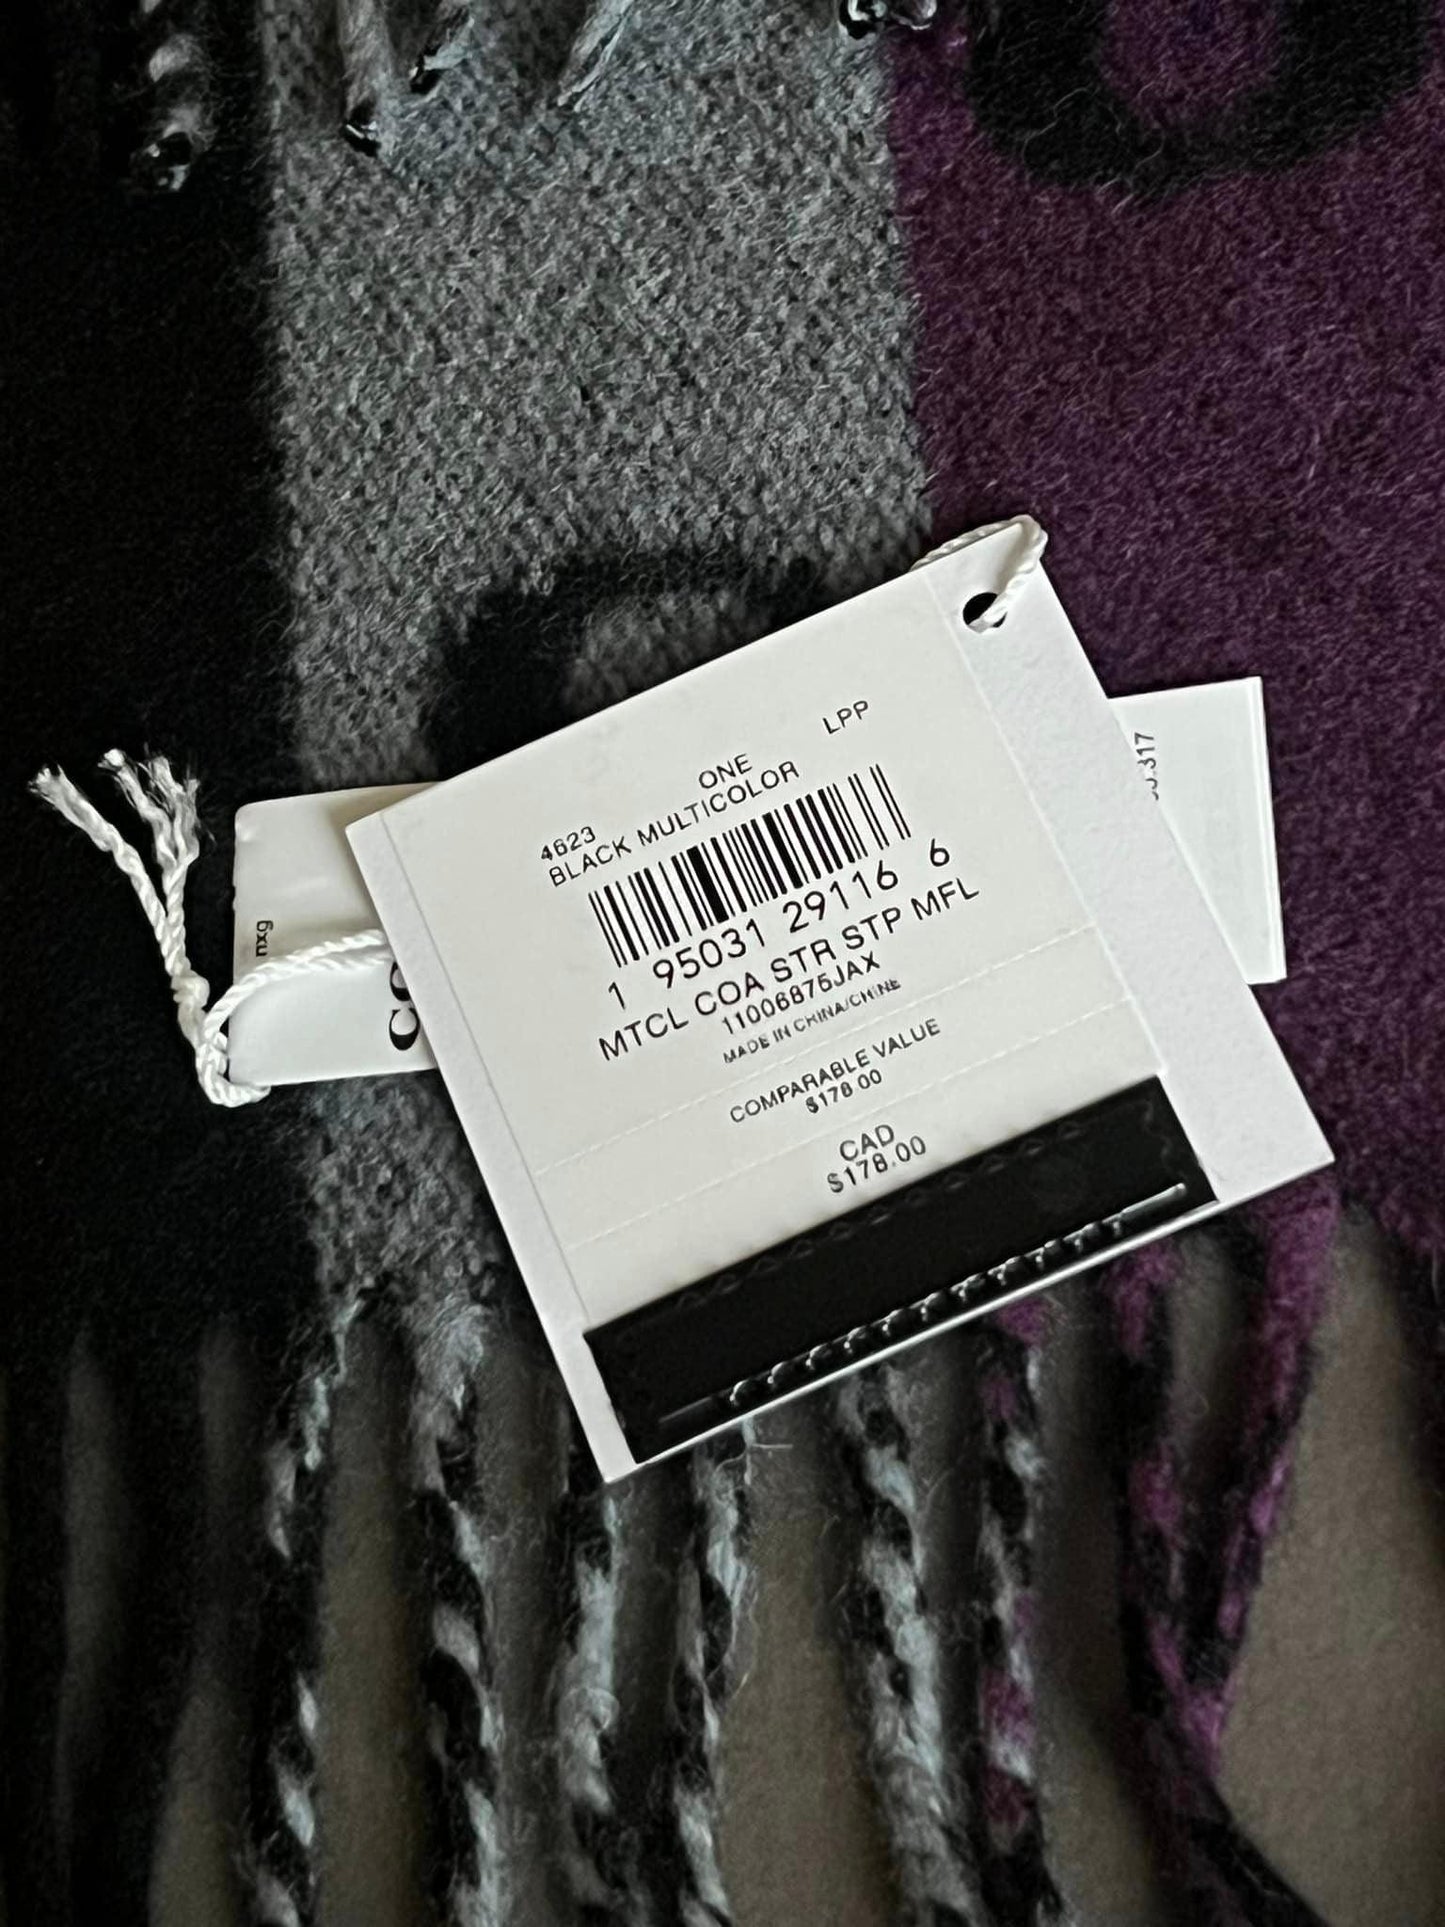 LPP
ONE
4623
BLACK MULTICOLOR
1 95031 29116 6
MTCL COA STR STP MFL
11006875JAX
MADE IN CHINA/CHINE
COMPARABLE VALUE
$178.00
CAD
$178.00
nxg